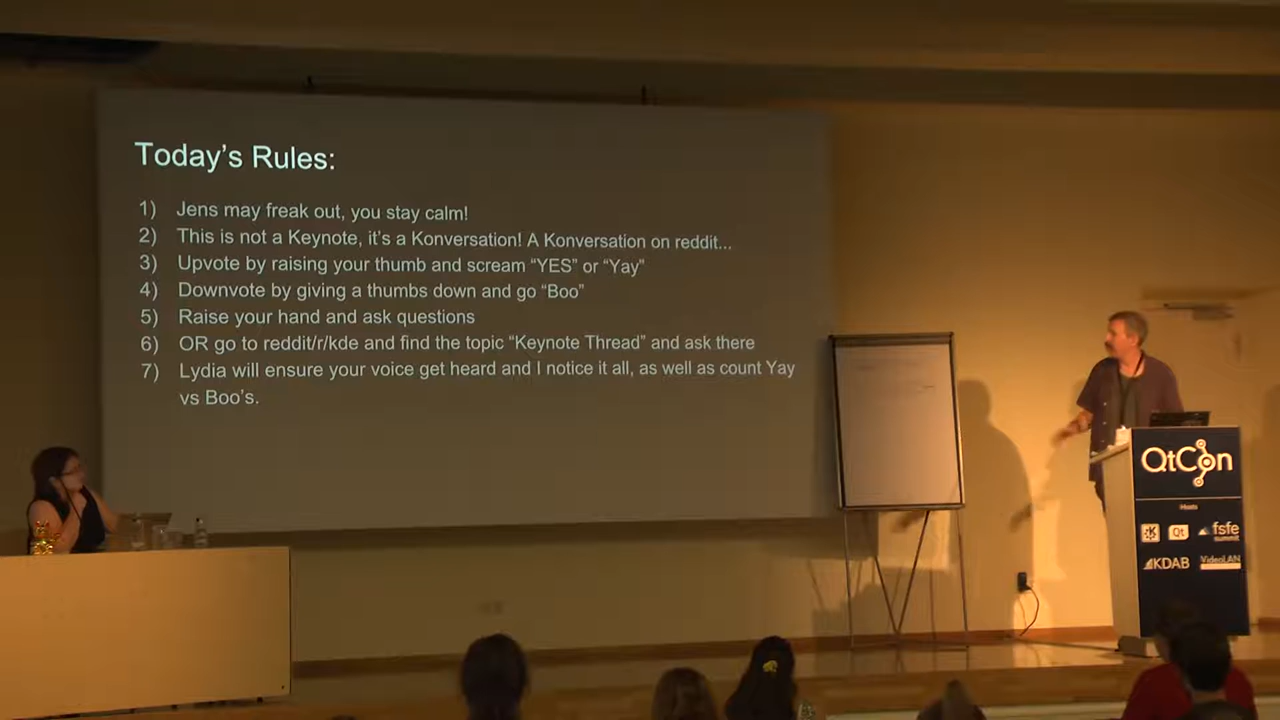 Today's Rules:
1) Jens may freak out, you stay calm!
2) This is not a Keynote, it's a Konversation! A Konversation on reddit...
3) Upvote by raising your thumb and scream “YES” or “Yay”
4) Downvote by giving a thumbs down and go “Boo”
5) Raise your hand and ask questions
6) OR go to reddit/r/kde and find the topic “Keynote Thread” and ask there
7) Lydia will ensure your voice get heard and I notice it all, as well as count Yay
vs Boo's.
QtCon
Hosts
Qt
fsfe
summit
KDAB
VideoLAN